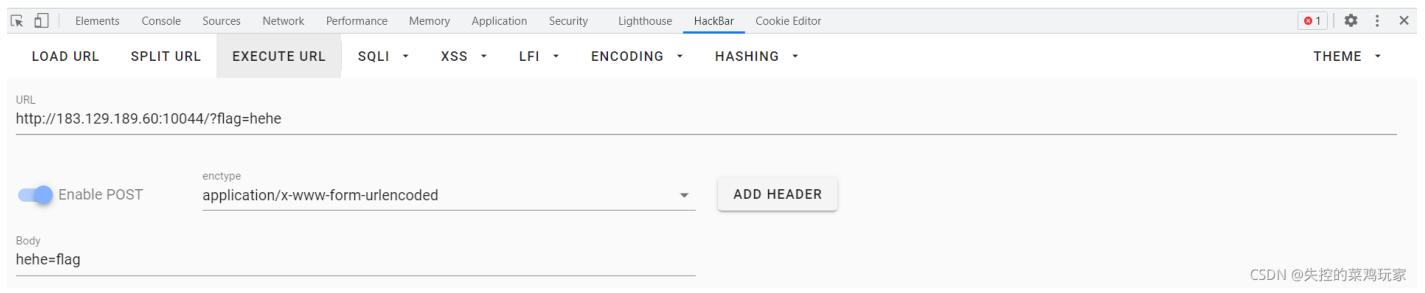 Elements Console Sources Network Performance Memory Application Security Lighthouse HackBar Cookie Editor 1
LOAD URL SPLIT URL EXECUTE URL SQLI XSS LFI ENCODING HASHING THEME
URL
http://183.129.189.60:10044/?flag=hehe
enctype
Enable POST application/x-www-form-urlencoded ADD HEADER
Body
hehe=flag
CSDN @失控的菜鸡玩家